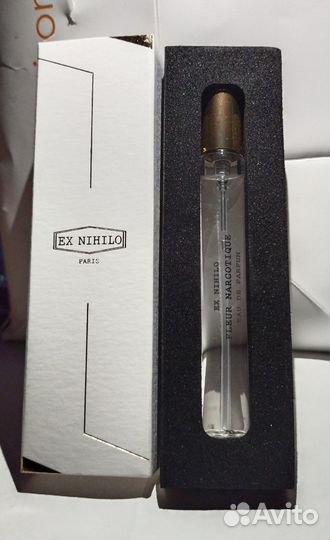 EX NIHILO
PARIS
EX NIHILO
FLEUR NARCOTIQUE
EAU DE PARFUM
Avito